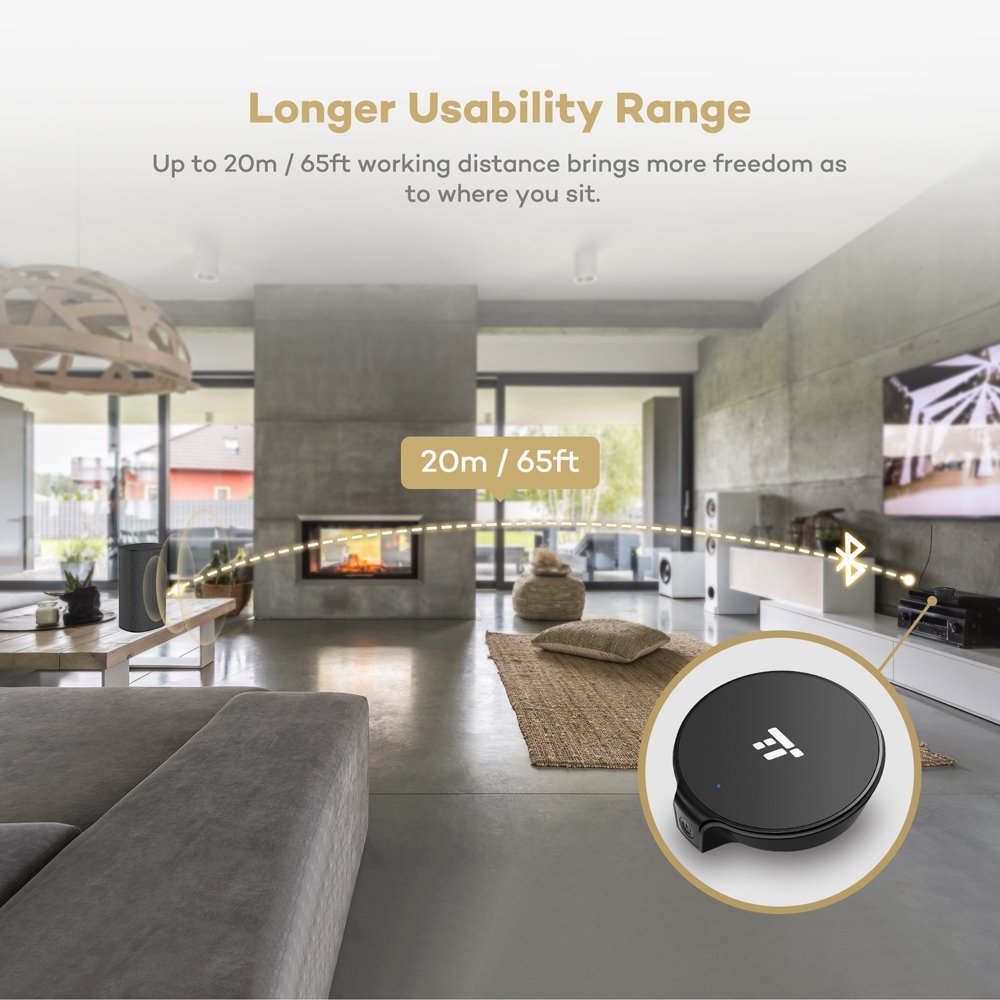 Longer Usability Range
Up to 20m / 65ft working distance brings more freedom as
to where you sit.
20m / 65ft